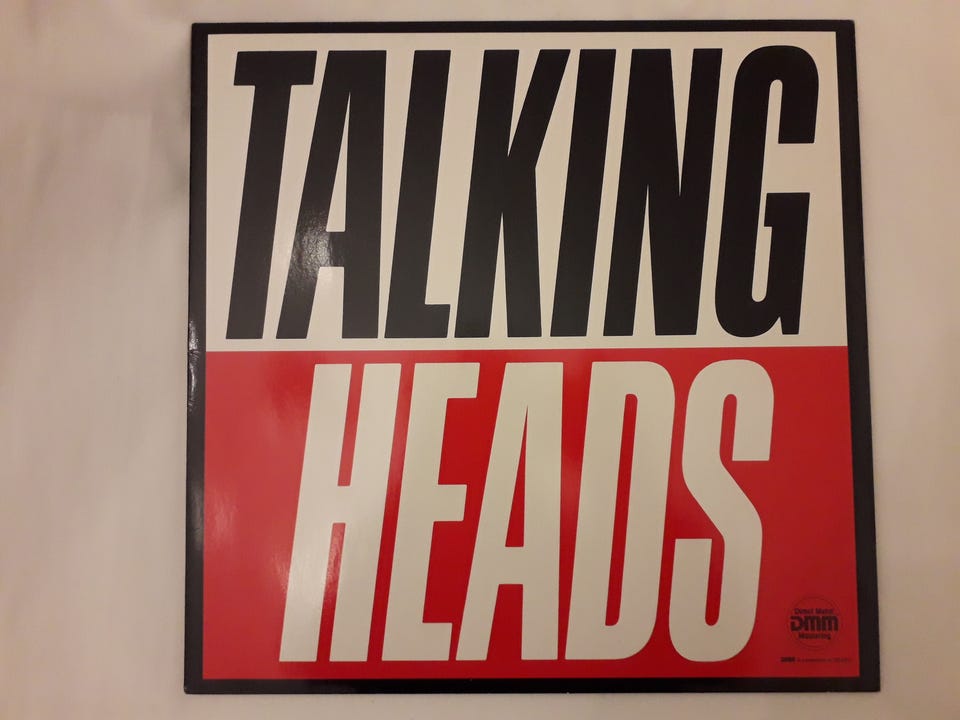 TALKING
HEADS
Direct Metal
DMM
Mastering